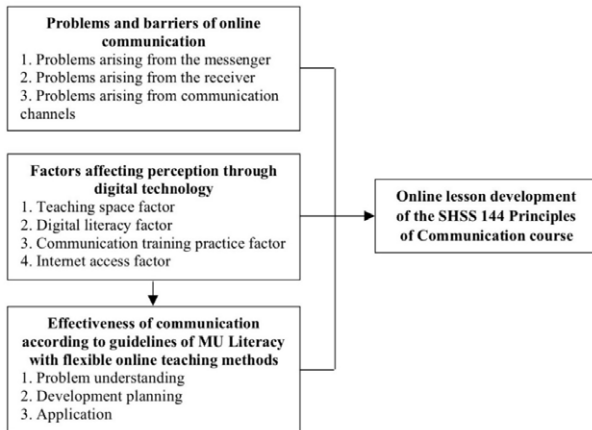 Problems and barriers of online
communication
1. Problems arising from the messenger
2. Problems arising from the receiver
3. Problems arising from communication
channels
Factors affecting perception through
digital technology
1. Teaching space factor
2. Digital literacy factor
3. Communication training practice factor
4. Internet access factor
Effectiveness of communication
according to guidelines of MU Literacy
with flexible online teaching methods
1. Problem understanding
2. Development planning
3. Application
Online lesson development
of the SHSS 144 Principles
of Communication course